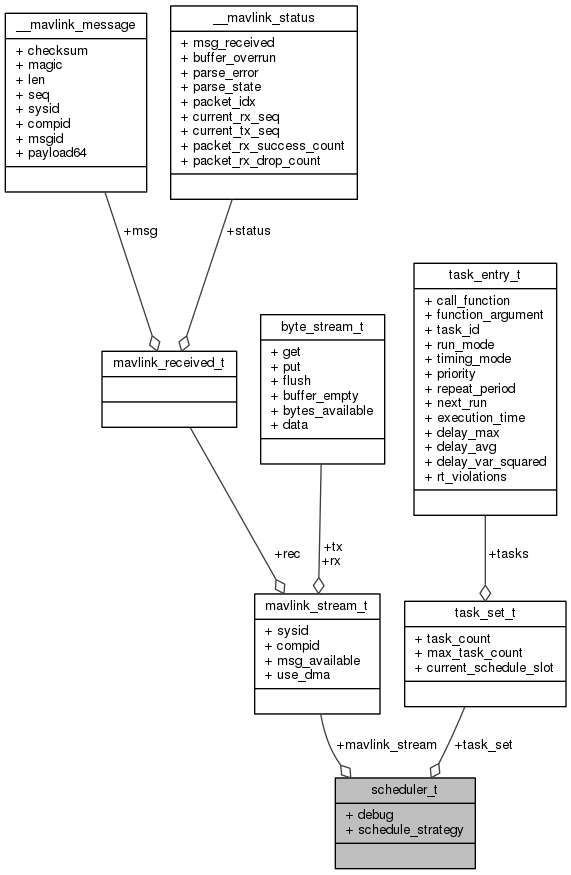 __mavlink_message
+ checksum
+ magic
+ len
+ seq
+ sysid
+ compid
+ msgid
+ payload64
__mavlink_status
+ msg_received
+ buffer_overrun
+ parse_error
+ parse_state
+ packet_idx
+ current_rx_seq
+ current_tx_seq
+ packet_rx_success_count
+ packet_rx_drop_count
+msg
+status
task_entry_t
+ call_function
+ function_argument
+ task_id
+ run_mode
+ timing_mode
+ priority
+ repeat_period
+ next_run
+ execution_time
+ delay_max
+ delay_avg
+ delay_var_squared
+ rt_violations
byte_stream_t
+ get
+ put
+ flush
+ buffer_empty
+ bytes_available
+ data
mavlink_received_t
+rec
+tx
+rx
+tasks
mavlink_stream_t
+ sysid
+ compid
+ msg_available
+ use_dma
task_set_t
+ task_count
+ max_task_count
+ current_schedule_slot
+mavlink_stream
+task_set
scheduler_t
+ debug
+ schedule_strategy